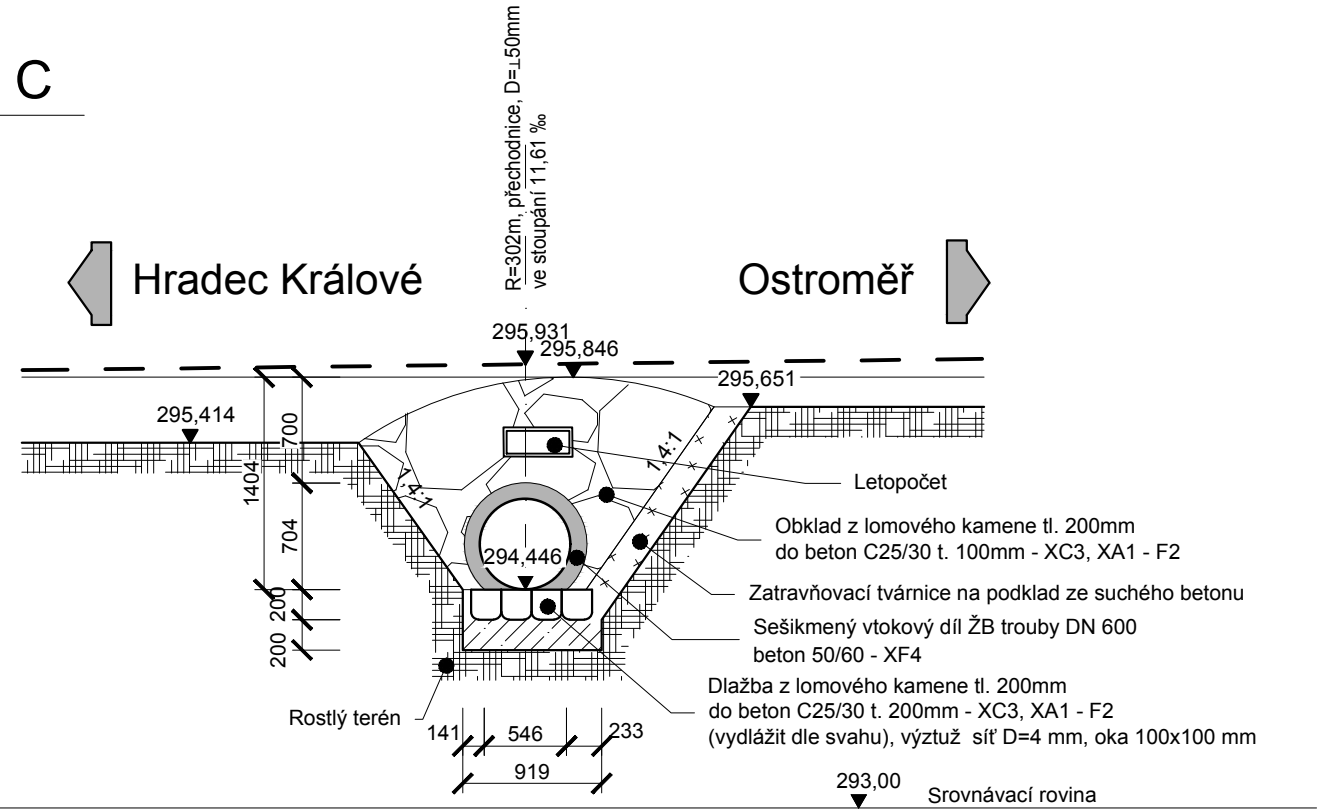 C
R=302m, přechodnice, D=⊥50mm
ve stoupání 11,61 ‰
Hradec Králové
Ostroměř
295,931
295,846
295,651
295,414
700
1404
704
200
200
1,4:1
1,4:1
294,446
Letopočet
Obklad z lomového kamene tl. 200mm
do beton C25/30 t. 100mm - XC3, XA1 - F2
Zatravňovací tvárnice na podklad ze suchého betonu
Sešikmený vtokový díl ŽB trouby DN 600
beton 50/60 - XF4
Dlažba z lomového kamene tl. 200mm
do beton C25/30 t. 200mm - XC3, XA1 - F2
(vydlážit dle svahu), výztuž síť D=4 mm, oka 100x100 mm
Rostlý terén
141
546
233
919
293,00
Srovnávací rovina